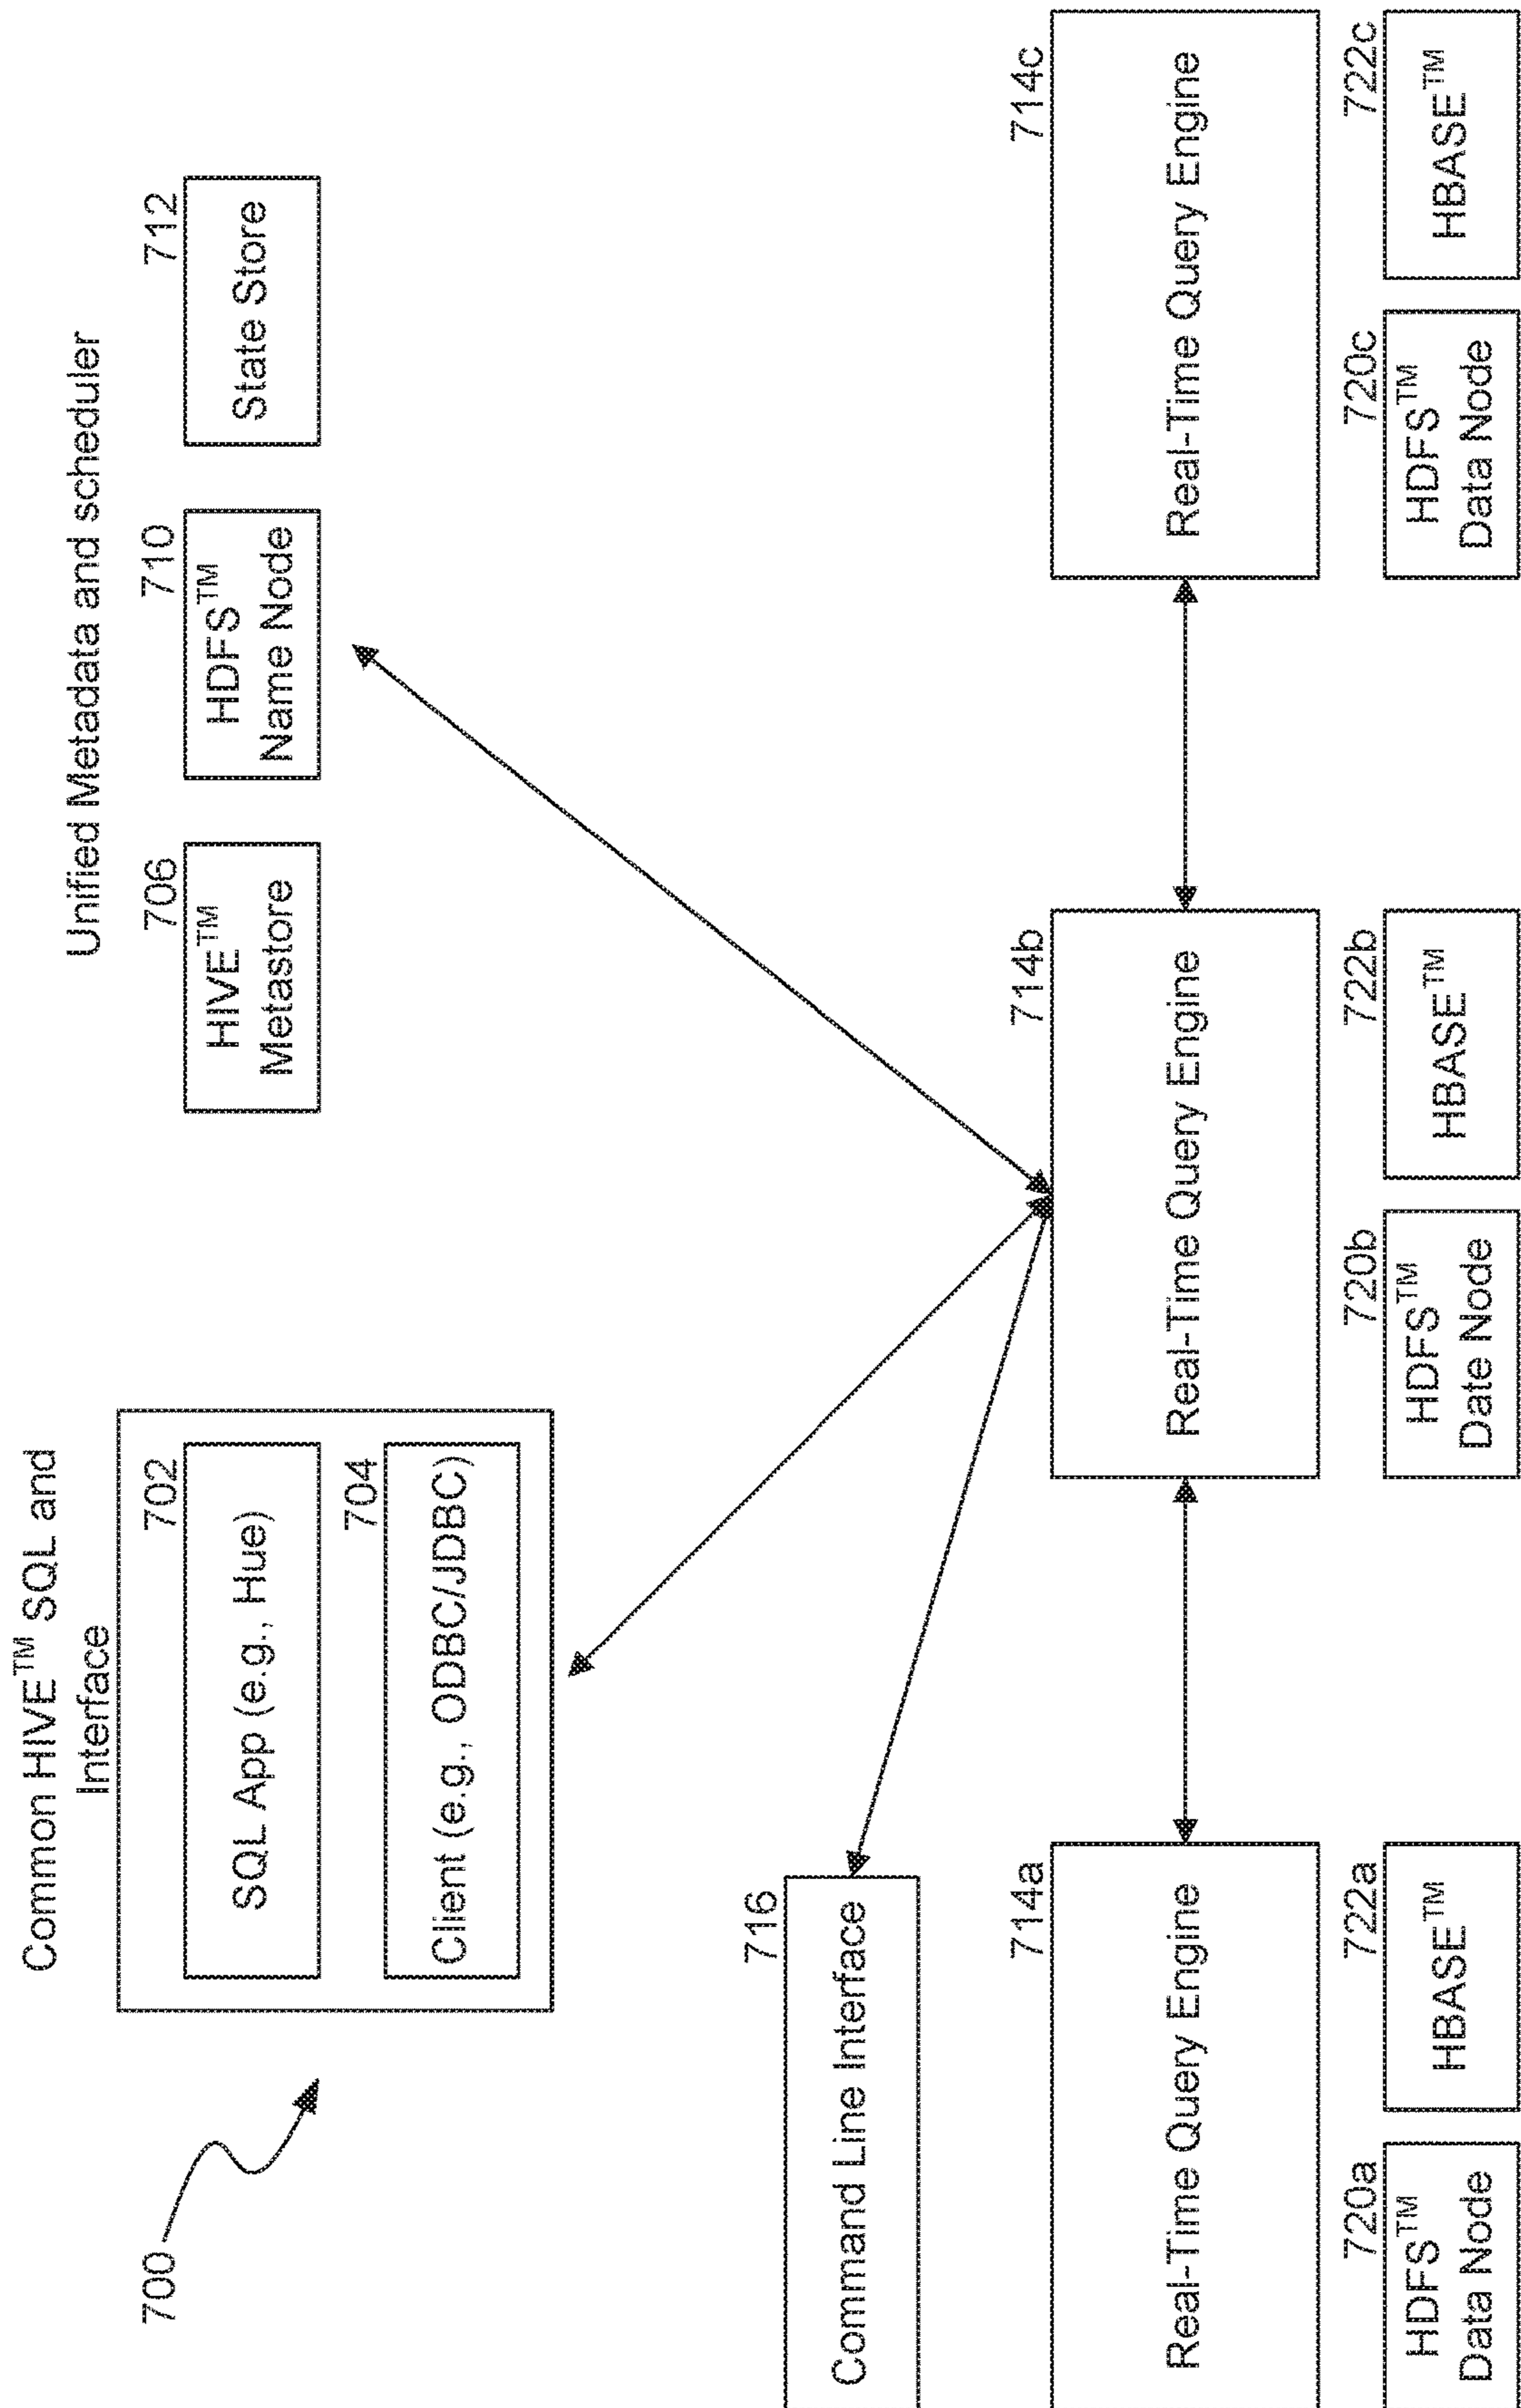 700
Common HIVE™ SQL and
Interface
702
SQL App (e.g., Hue)
704
Client (e.g., ODBC/JDBC)
Unified Metadata and scheduler
706
HIVE™
Metastore
710
HDFS™
Name Node
712
State Store
716
Command Line Interface
714a
Real-Time Query Engine
714b
Real-Time Query Engine
714c
Real-Time Query Engine
720a
HDFS™
Data Node
722a
HBASE™
720b
HDFS™
Date Node
722b
HBASE™
720c
HDFS™
Data Node
722c
HBASE™